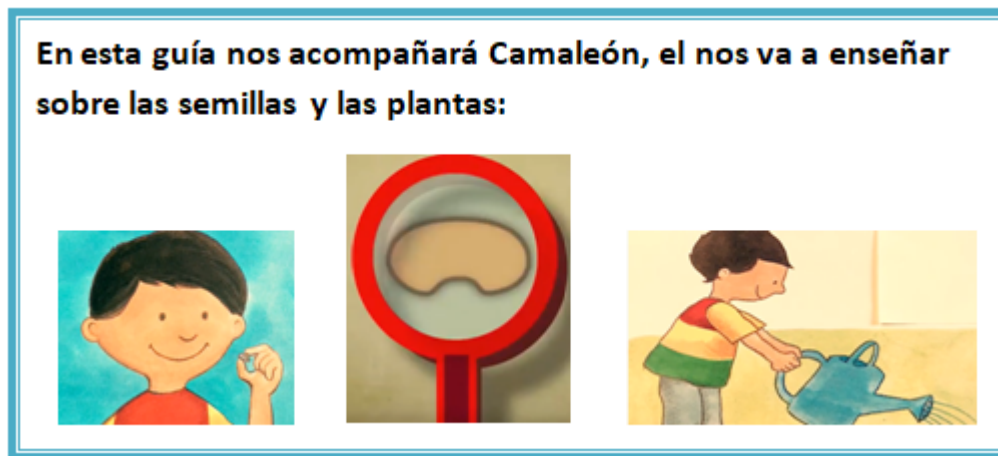 En esta guía nos acompañará Camaleón, el nos va a enseñar
sobre las semillas y las plantas: